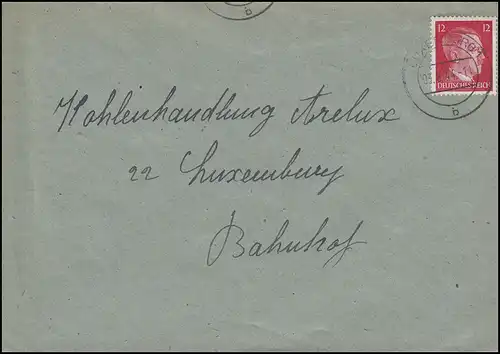 12 12
DEUTSCHES REICH
b
b
Kohlenhandlung Arelux
22 Luxemburg
Bahnhof